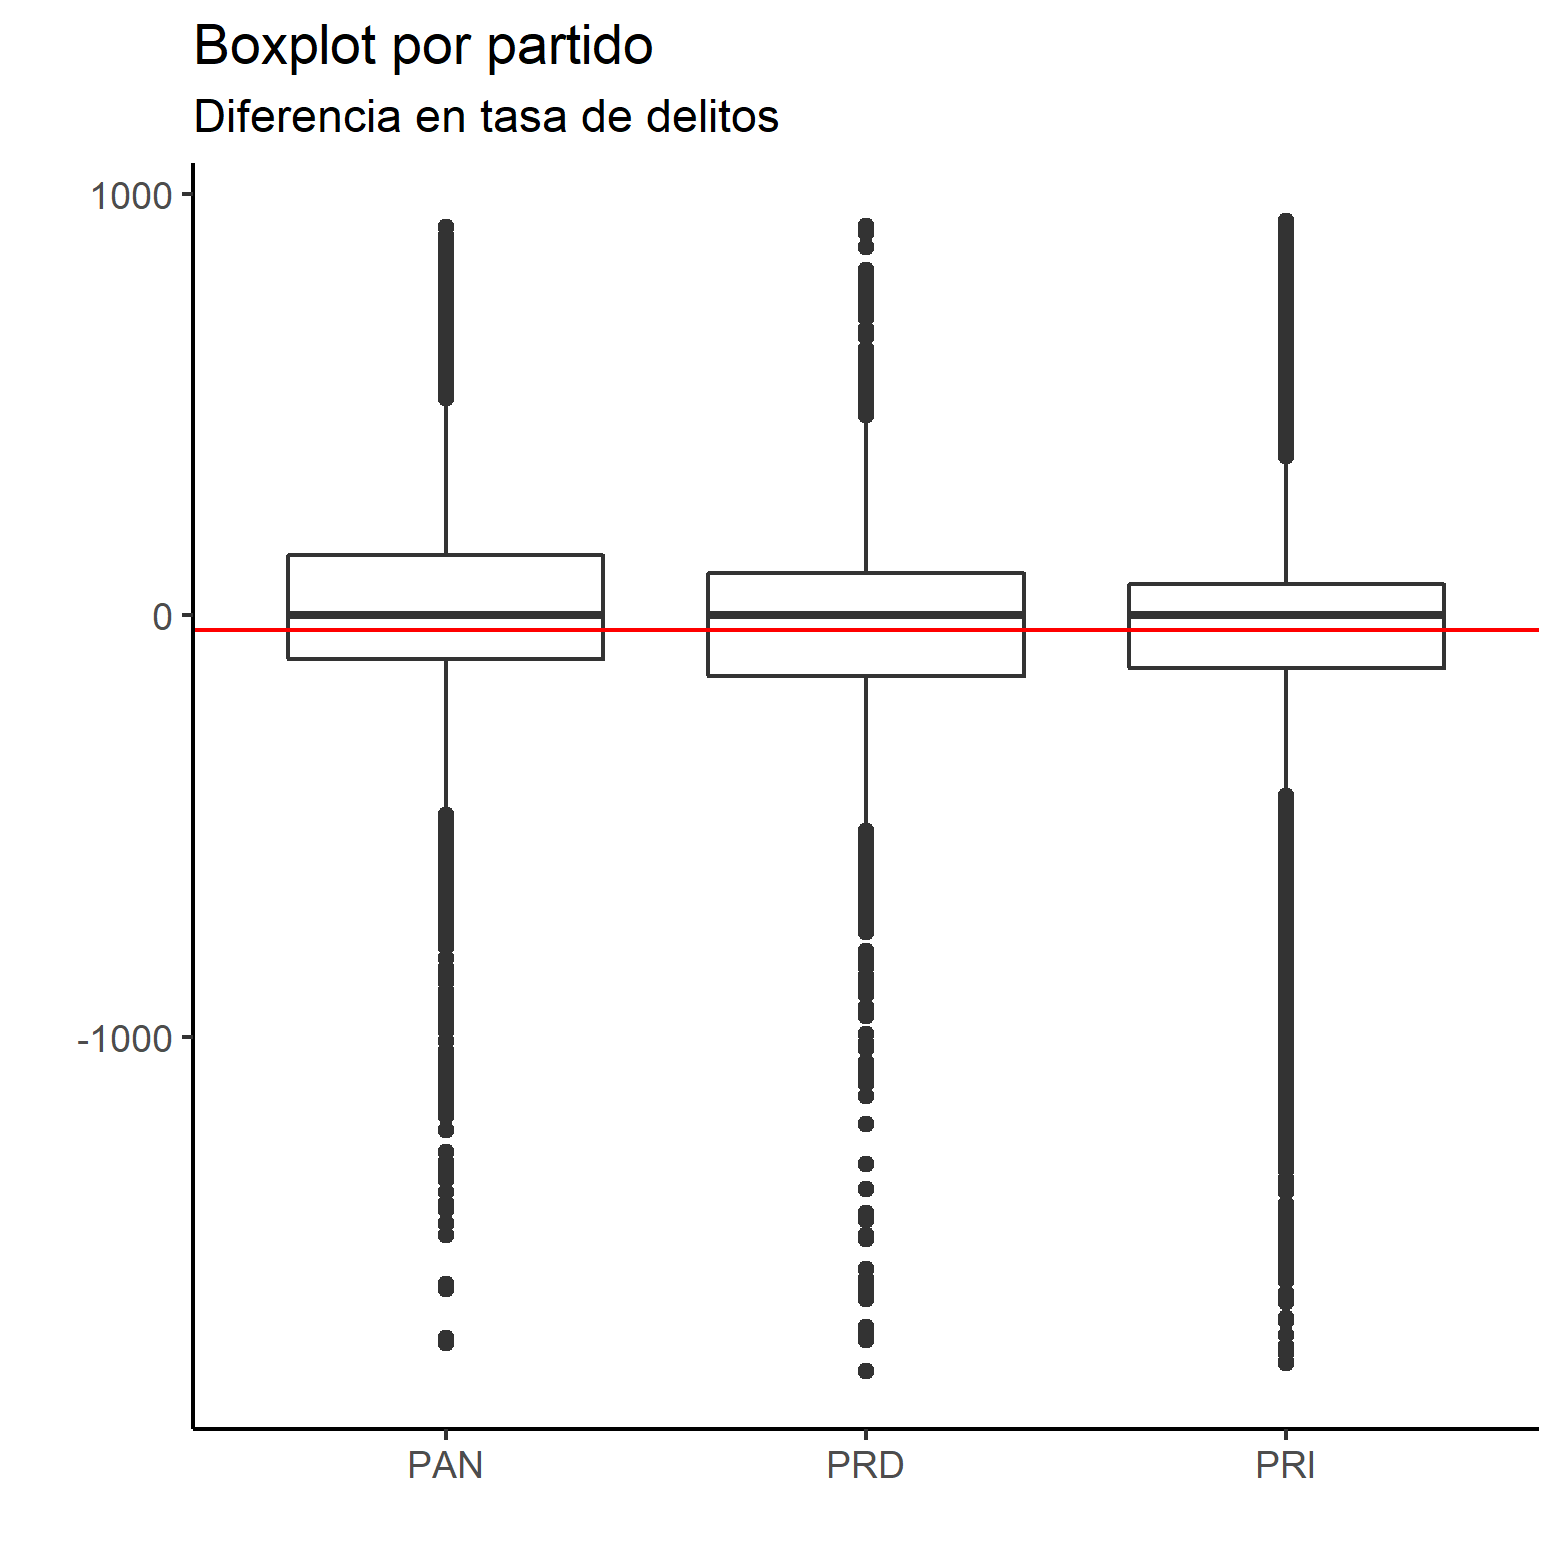 Boxplot por partido
Diferencia en tasa de delitos
1000
0
-1000
PAN PRD PRI